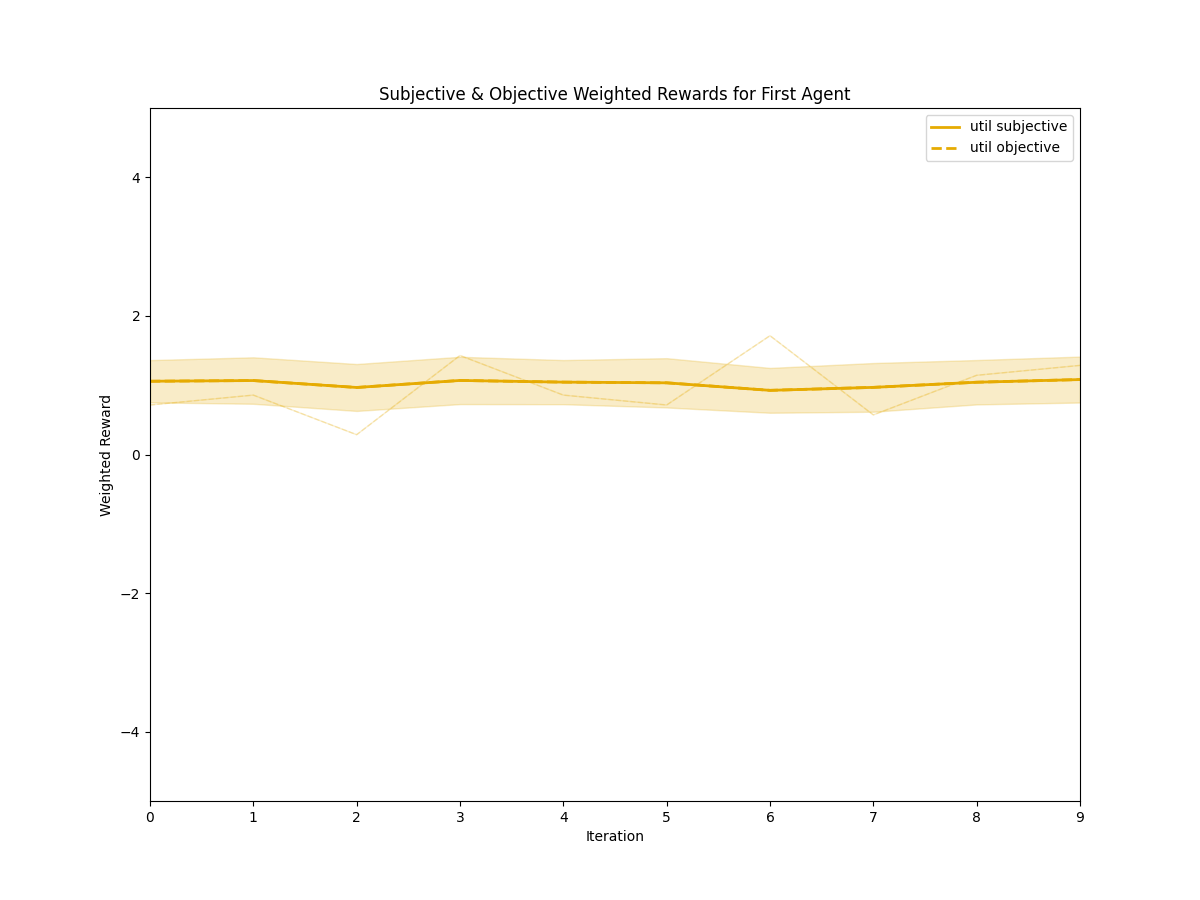 Subjective & Objective Weighted Rewards for First Agent
util subjective
util objective
4
2
0
−2
−4
Weighted Reward
0 1 2 3 4 5 6 7 8 9
Iteration